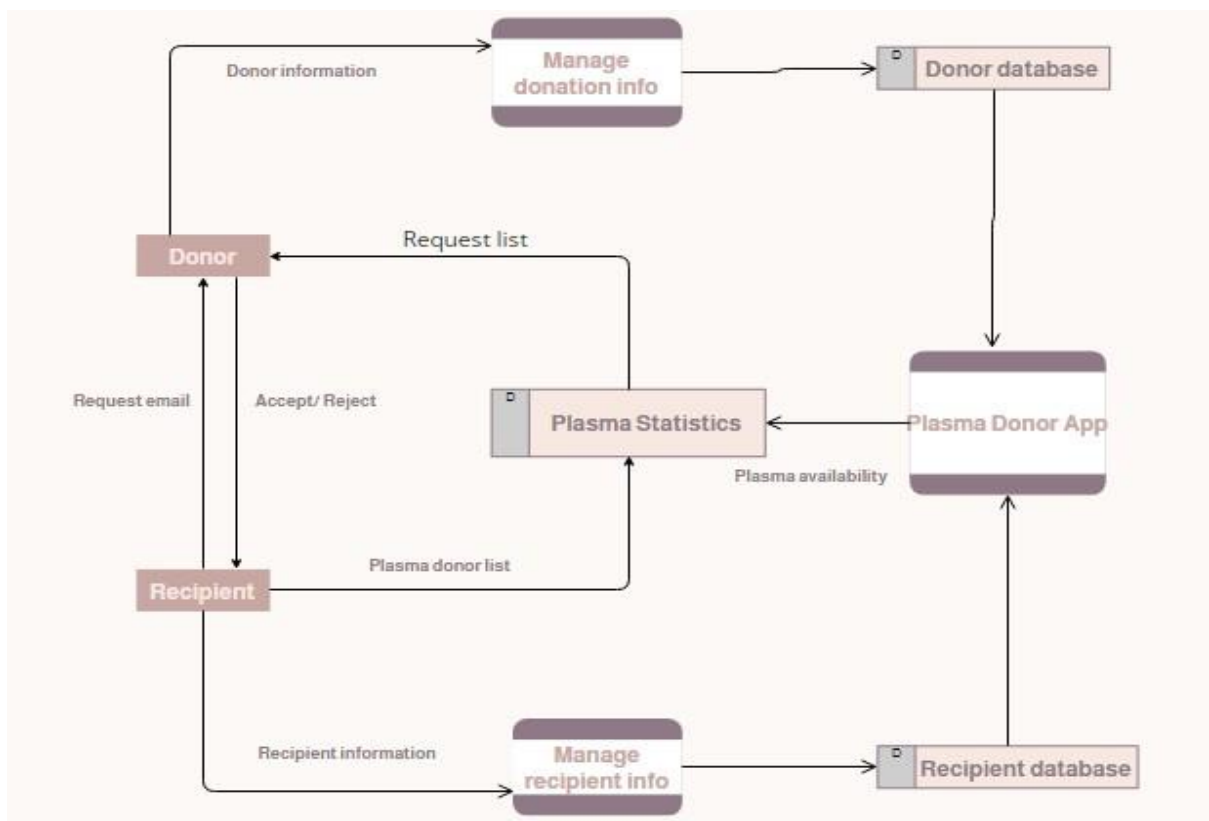 Manage
donation info
Donor information
D
Donor database
Request list
Donor
Request email
Accept/ Reject
D
Plasma Statistics
Plasma Donor App
Plasma availability
Plasma donor list
Recipient
Recipient information
Manage
recipient info
D
Recipient database